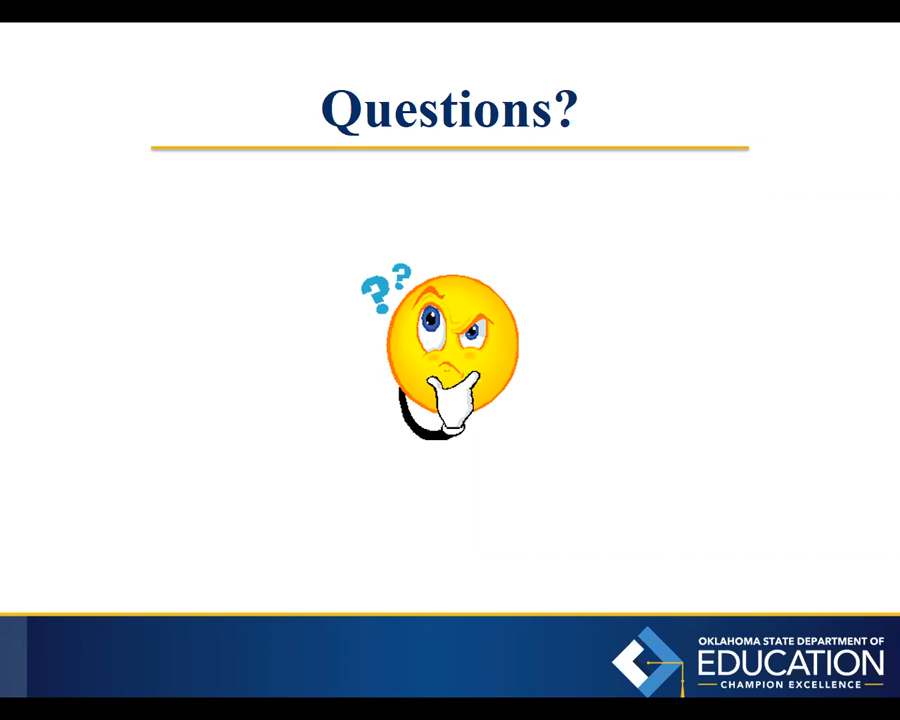 Questions?
? ?
OKLAHOMA STATE DEPARTMENT OF
EDUCATION
CHAMPION EXCELLENCE